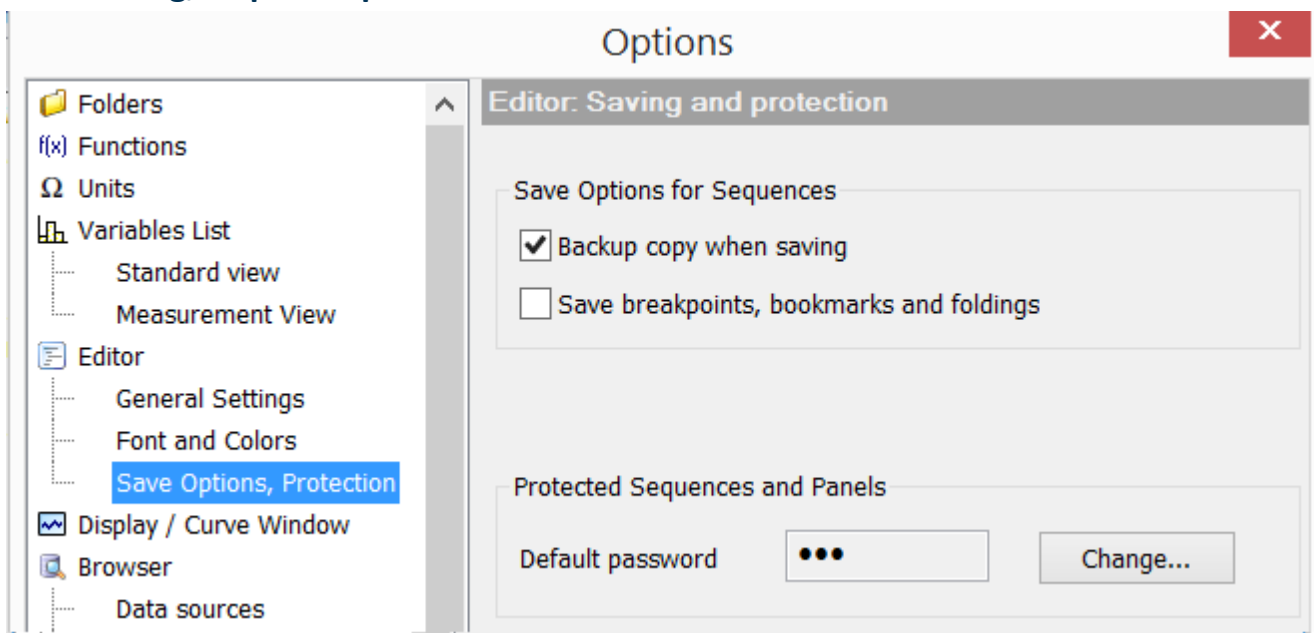 Options
Folders
f(x) Functions
Ω Units
Variables List
Standard view
Measurement View
Editor
General Settings
Font and Colors
Save Options, Protection
Display / Curve Window
Browser
Data sources
Editor: Saving and protection
Save Options for Sequences
Backup copy when saving
Save breakpoints, bookmarks and foldings
Protected Sequences and Panels
Default password ●●● Change...